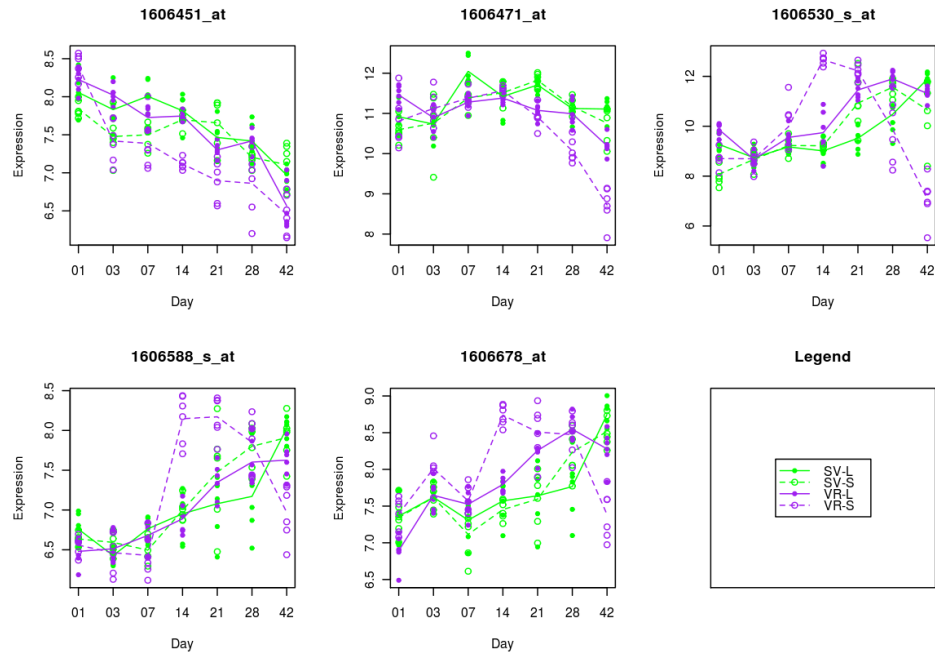 1606451_at
1606471_at
1606530_s_at
Expression
8.5
8.0
7.5
7.0
6.5
01 03 07 14 21 28 42
Day
Expression
12
11
10
9
8
01 03 07 14 21 28 42
Day
Expression
12
10
8
6
01 03 07 14 21 28 42
Day
1606588_s_at
1606678_at
Legend
Expression
8.5
8.0
7.5
7.0
6.5
01 03 07 14 21 28 42
Day
Expression
9.0
8.5
8.0
7.5
7.0
6.5
01 03 07 14 21 28 42
Day
SV-L
SV-S
VR-L
VR-S